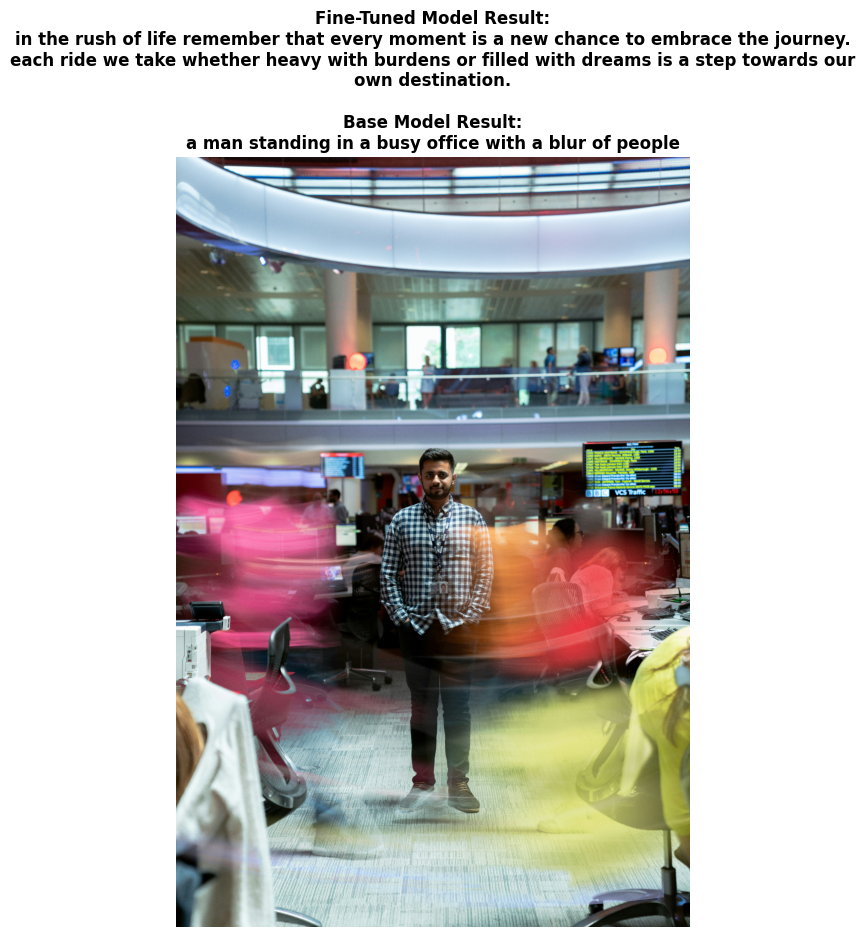 Fine-Tuned Model Result:
in the rush of life remember that every moment is a new chance to embrace the journey.
each ride we take whether heavy with burdens or filled with dreams is a step towards our
own destination.
Base Model Result:
a man standing in a busy office with a blur of people
BBC VCS Traffic